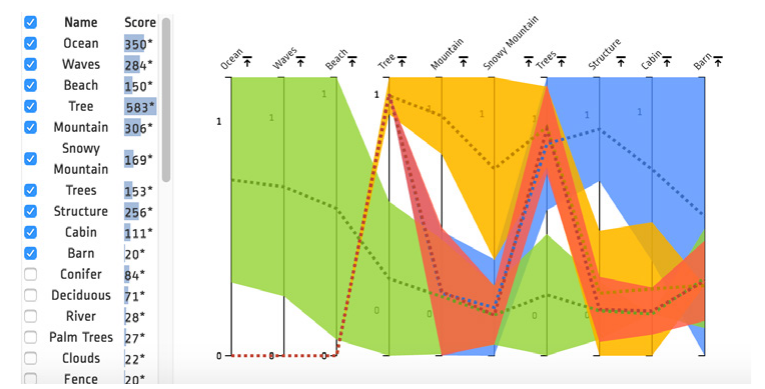 Name Score
Ocean 350*
Waves 284*
Beach 150*
Tree 583*
Mountain 306*
Snowy
Mountain 169*
Trees 153*
Structure 256*
Cabin 111*
Barn 20*
Conifer 84*
Deciduous 71*
River 28*
Palm Trees 27*
Clouds 22*
Fence 20*
Ocean Waves Beach Tree Mountain Snowy Mountain Trees Structure Cabin Barn
1 1 1 1 1 1 1 1
0 0 0 0 0 0 0